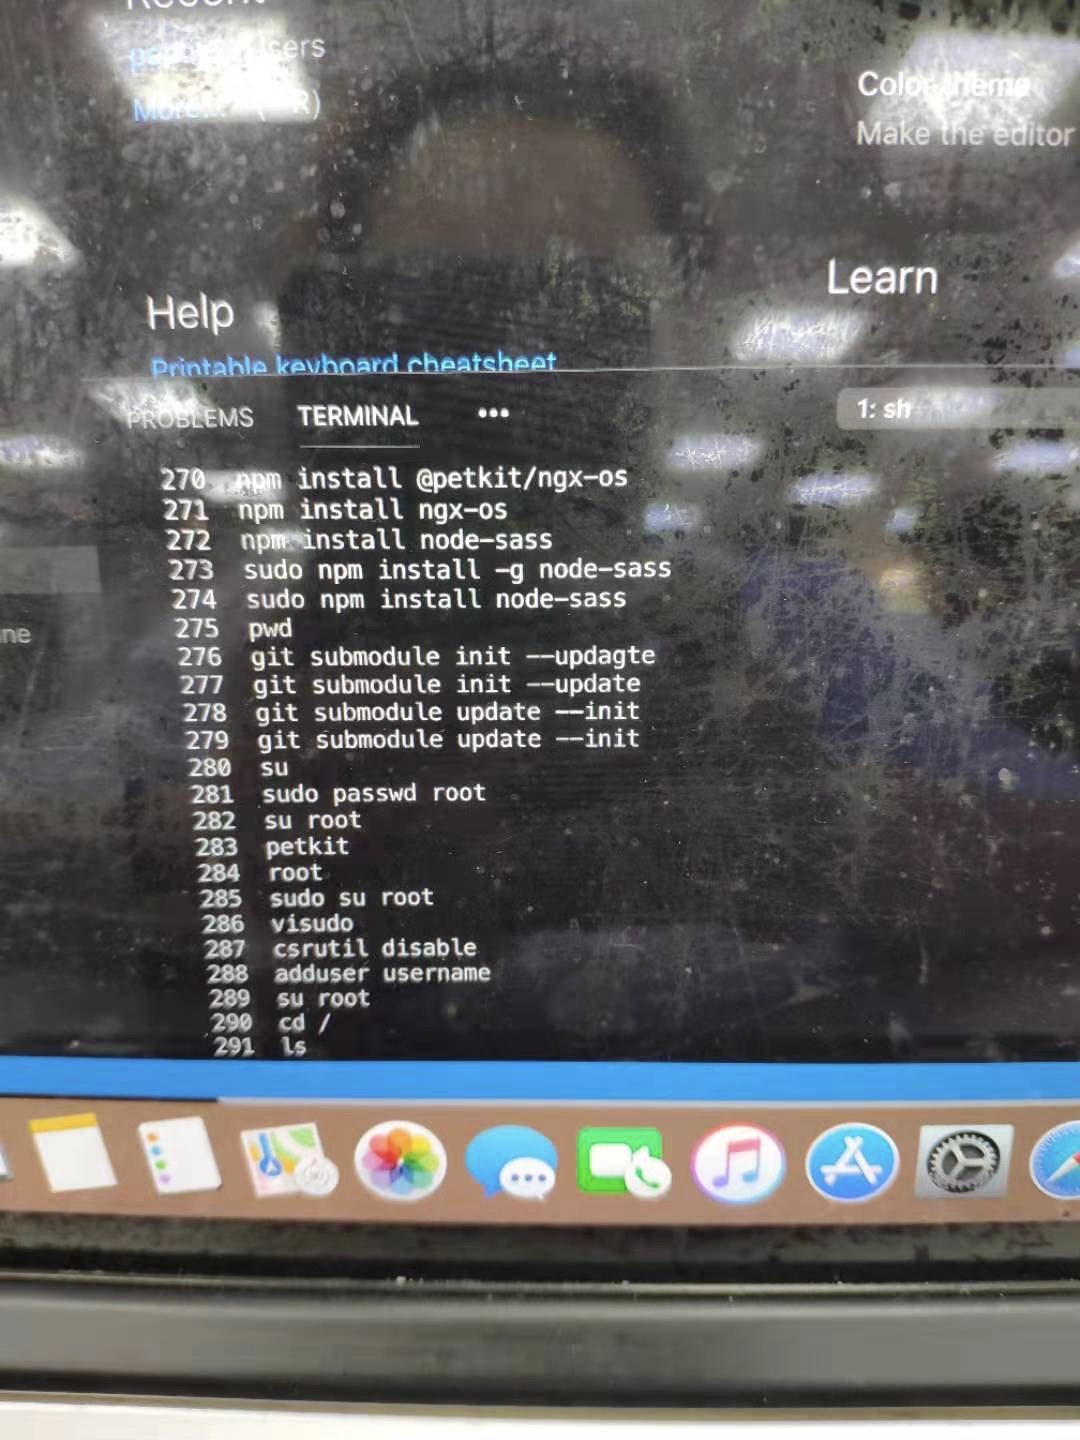 Recent
Users
More... R)
Color theme
Make the editor
Learn
Help
Printable keyboard cheatsheet
PROBLEMS TERMINAL •••
1: sh
270 npm install @petkit/ngx-os
271 npm install ngx-os
272 npm install node-sass
273 sudo npm install -g node-sass
274 sudo npm install node-sass
275 pwd
276 git submodule init --updagte
277 git submodule init --update
278 git submodule update --init
279 git submodule update --init
280 su
281 sudo passwd root
282 su root
283 petkit
284 root
285 sudo su root
286 visudo
287 csrutil disable
288 adduser username
289 su root
290 cd /
291 ls
ne